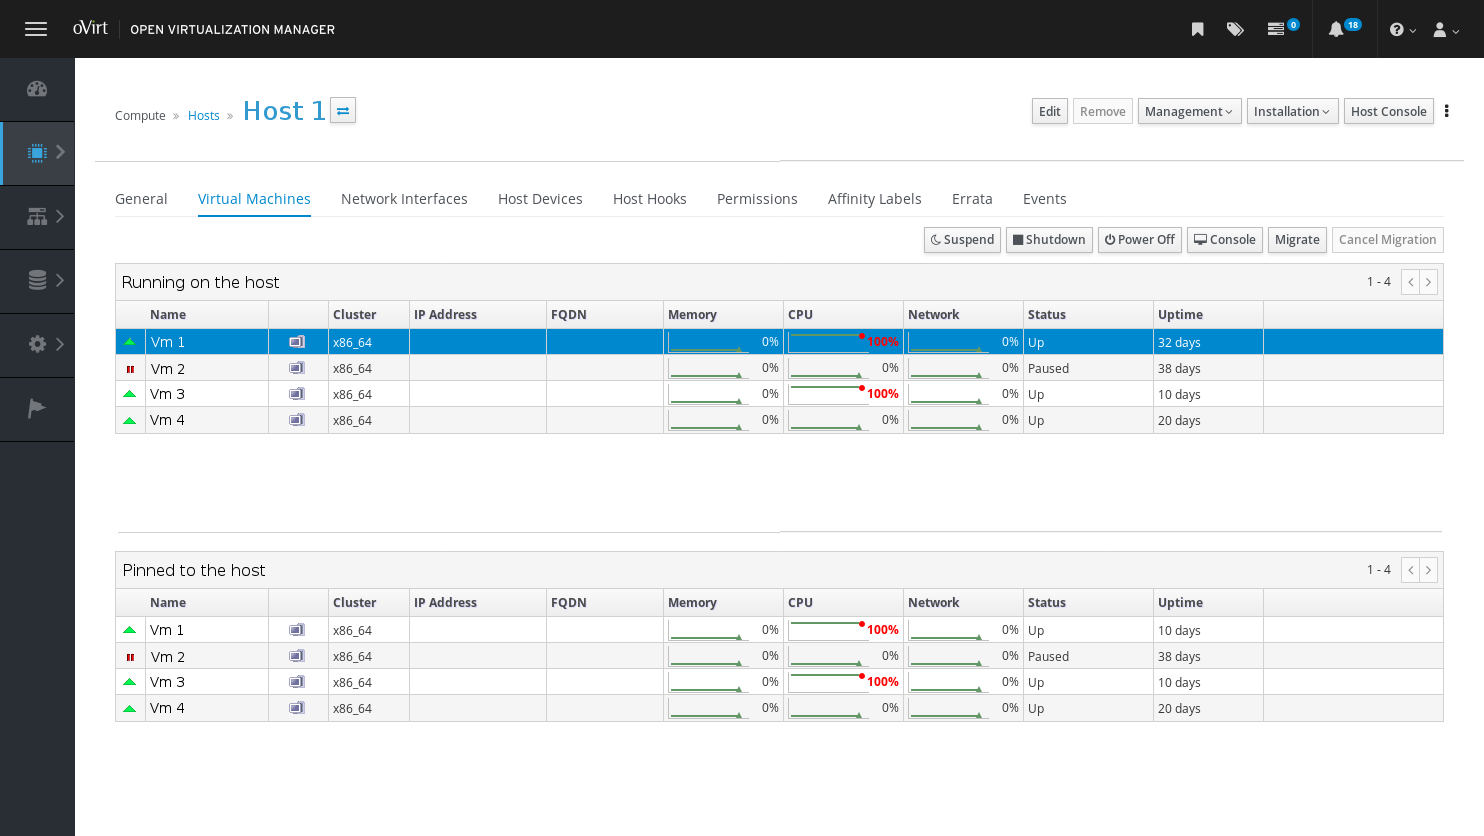 oVirt OPEN VIRTUALIZATION MANAGER 0 18
Compute » Hosts » Host 1 Edit Remove Management Installation Host Console
General Virtual Machines Network Interfaces Host Devices Host Hooks Permissions Affinity Labels Errata Events
Suspend Shutdown Power Off Console Migrate Cancel Migration
Running on the host 1 - 4
Name Cluster IP Address FQDN Memory CPU Network Status Uptime
Vm 1 x86_64 0% 100% 0% Up 32 days
Vm 2 x86_64 0% 0% 0% Paused 38 days
Vm 3 x86_64 0% 100% 0% Up 10 days
Vm 4 x86_64 0% 0% 0% Up 20 days
Pinned to the host 1 - 4
Name Cluster IP Address FQDN Memory CPU Network Status Uptime
Vm 1 x86_64 0% 100% 0% Up 10 days
Vm 2 x86_64 0% 0% 0% Paused 38 days
Vm 3 x86_64 0% 100% 0% Up 10 days
Vm 4 x86_64 0% 0% 0% Up 20 days